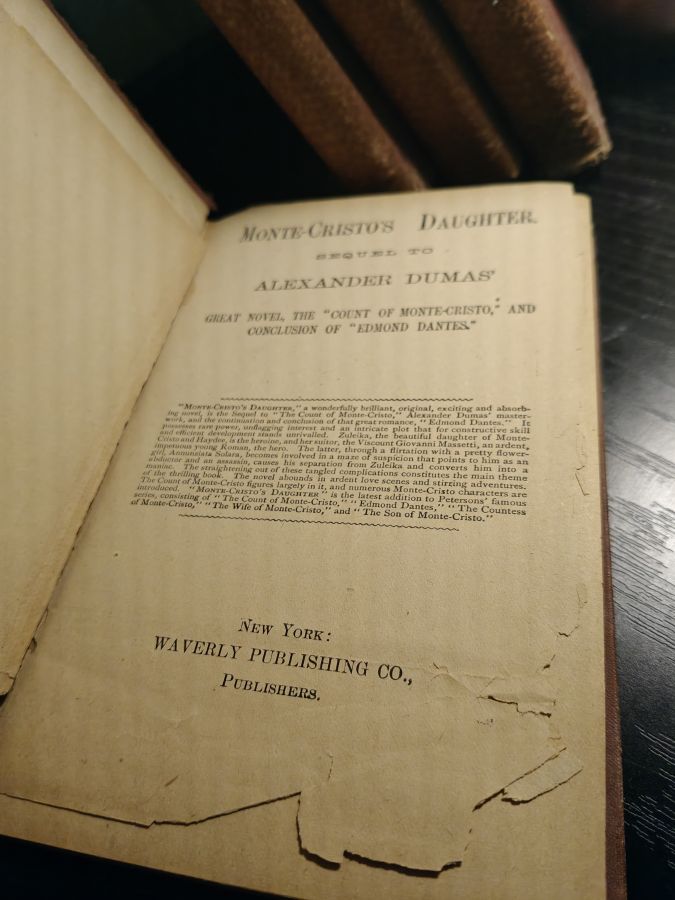 MONTE-CRISTO'S DAUGHTER.
SEQUEL TO
ALEXANDER DUMAS'
GREAT NOVEL, THE "COUNT OF MONTE-CRISTO," AND
CONCLUSION OF "EDMOND DANTES."
"MONTE-CRISTO'S DAUGHTER," a wonderfully brilliant, original, exciting and absorb-
ing novel, is the Sequel to "The Count of Monte-Cristo," Alexander Dumas' master-
work, and the continuation and conclusion of that great romance, "Edmond Dantes." It
possesses rare power, unflagging interest and an intricate plot that for constructive skill
and efficient development stands unrivalled. Zuleika, the beautiful daughter of Monte-
Cristo and Haydee, is the heroine, and her suitor, the Viscount Giovanni Massetti, an ardent,
impetuous young Roman, the hero. The latter, through a flirtation with a pretty flower-
girl, Annunziata Solara, becomes involved in a maze of suspicion that points to him as an
abductor and an assassin, causes his separation from Zuleika and converts him into a
maniac. The straightening out of these tangled complications constitutes the main theme
of the thrilling book. The novel abounds in ardent love scenes and stirring adventures.
The Count of Monte-Cristo figures largely in it, and numerous Monte-Cristo characters are
introduced. "MONTE-CRISTO'S DAUGHTER" is the latest addition to Petersons' famous
series, consisting of "The Count of Monte-Cristo," "Edmond Dantes," "The Countess
of Monte-Cristo," "The Wife of Monte-Cristo," and "The Son of Monte-Cristo."
NEW YORK:
WAVERLY PUBLISHING CO.,
PUBLISHERS.